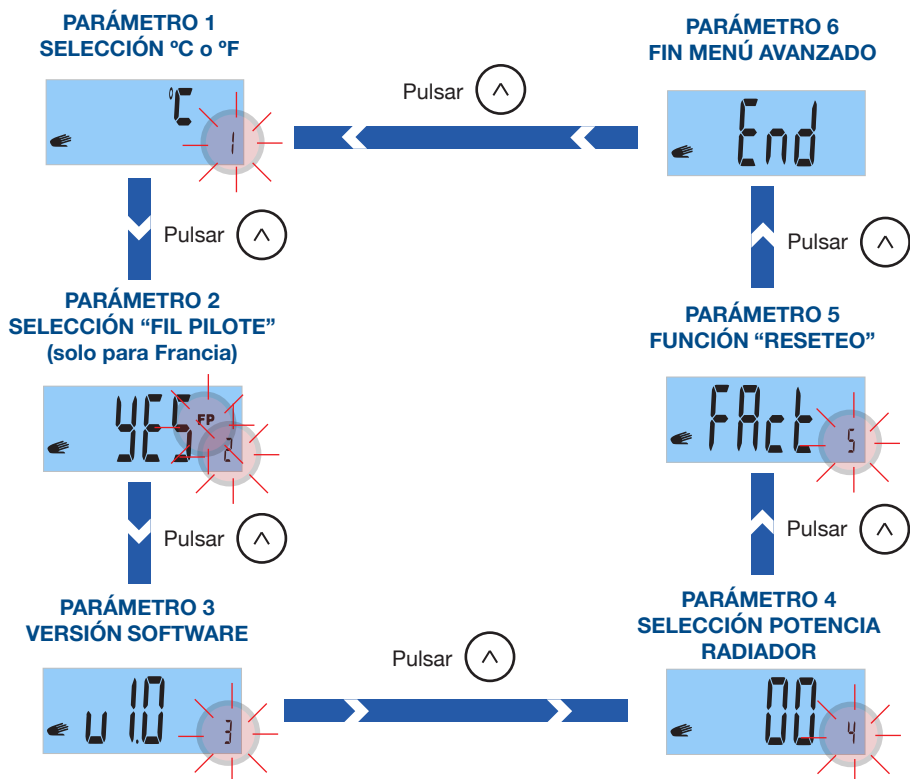 PARÁMETRO 1
SELECCIÓN ºC o ºF
°C
1
Pulsar
PARÁMETRO 2
SELECCIÓN “FIL PILOTE”
(solo para Francia)
YES
FP
2
Pulsar
PARÁMETRO 3
VERSIÓN SOFTWARE
v1.0
3
Pulsar
PARÁMETRO 4
SELECCIÓN POTENCIA
RADIADOR
00
4
Pulsar
PARÁMETRO 5
FUNCIÓN “RESETEO”
FAct
5
Pulsar
PARÁMETRO 6
FIN MENÚ AVANZADO
End
Pulsar